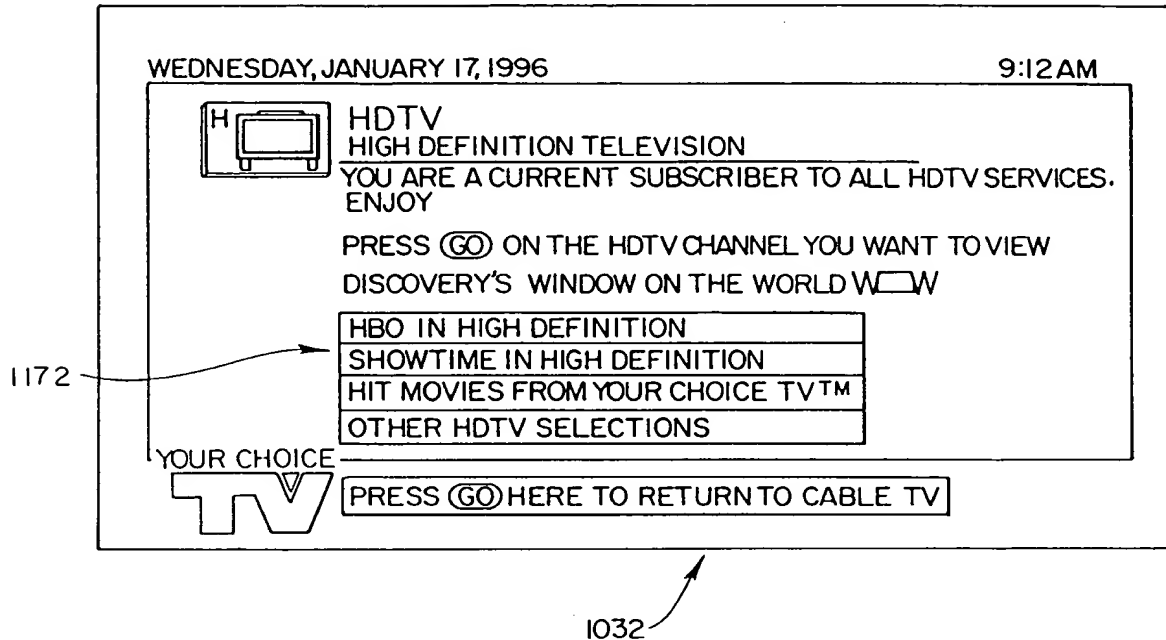 WEDNESDAY, JANUARY 17, 1996 9:12 AM
H
HDTV
HIGH DEFINITION TELEVISION
YOU ARE A CURRENT SUBSCRIBER TO ALL HDTV SERVICES.
ENJOY
PRESS GO ON THE HDTV CHANNEL YOU WANT TO VIEW
DISCOVERY'S WINDOW ON THE WORLD WOW
HBO IN HIGH DEFINITION
SHOWTIME IN HIGH DEFINITION
1172
HIT MOVIES FROM YOUR CHOICE TV™
OTHER HDTV SELECTIONS
YOUR CHOICE
TV
PRESS GO HERE TO RETURN TO CABLE TV
1032